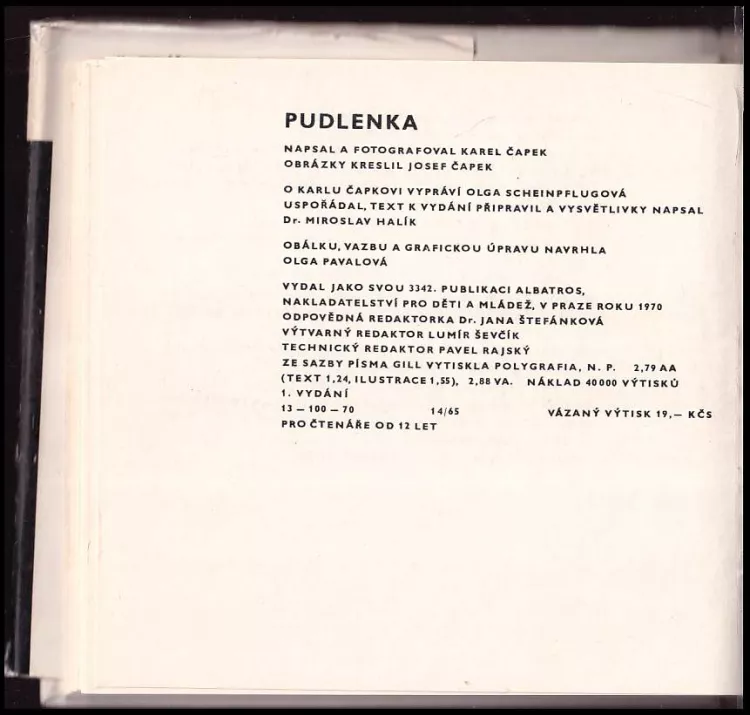 PUDLENKA
NAPSAL A FOTOGRAFOVAL KAREL ČAPEK
OBRÁZKY KRESLIL JOSEF ČAPEK
O KARLU ČAPKOVI VYPRÁVÍ OLGA SCHEINPFLUGOVÁ
USPOŘÁDAL, TEXT K VYDÁNÍ PŘIPRAVIL A VYSVĚTLIVKY NAPSAL
Dr. MIROSLAV HALÍK
OBÁLKU, VAZBU A GRAFICKOU ÚPRAVU NAVRHLA
OLGA PAVALOVÁ
VYDAL JAKO SVOU 3342. PUBLIKACI ALBATROS,
NAKLADATELSTVÍ PRO DĚTI A MLÁDEŽ, V PRAZE ROKU 1970
ODPOVĚDNÁ REDAKTORKA Dr. JANA ŠTEFÁNKOVÁ
VÝTVARNÝ REDAKTOR LUMÍR ŠEVČÍK
TECHNICKÝ REDAKTOR PAVEL RAJSKÝ
ZE SAZBY PÍSMA GILL VYTISKLA POLYGRAFIA, N. P. 2,79 AA
(TEXT 1,24, ILUSTRACE 1,55), 2,88 VA. NÁKLAD 40 000 VÝTISKŮ
1. VYDÁNÍ
13 — 100 — 70 14/65 VÁZANÝ VÝTISK 19,— KČS
PRO ČTENÁŘE OD 12 LET